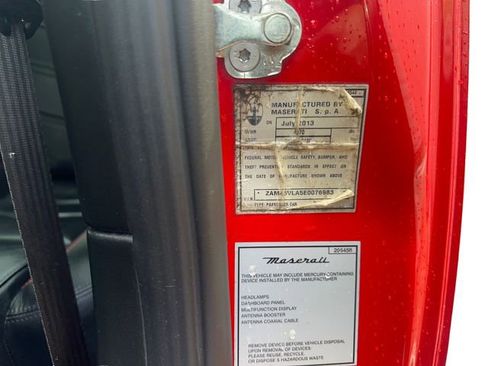 MANUFACTURED BY
MASERATI S. p. A
ON
July 2013
FEDERAL MOTOR VEHICLE SAFETY, BUMPER, AND
THEFT PREVENTION STANDARDS IN EFFECT ON
THE DATE OF MANUFACTURE SHOWN ABOVE
TYPE: PASSENGER CAR
Maserati
THIS VEHICLE MAY INCLUDE MERCURY-CONTAINING
DEVICE INSTALLED BY THE MANUFACTURER
HEADLAMPS
DASHBOARD PANEL
MULTIFUNCTION DISPLAY
ANTENNA BOOSTER
ANTENNA COAXIAL CABLE
REMOVE DEVICE BEFORE VEHICLE DISPOSAL
UPON REMOVAL OF DEVICES:
PLEASE REUSE, RECYCLE,
OR DISPOSE 5 HAZARDOUS WASTE